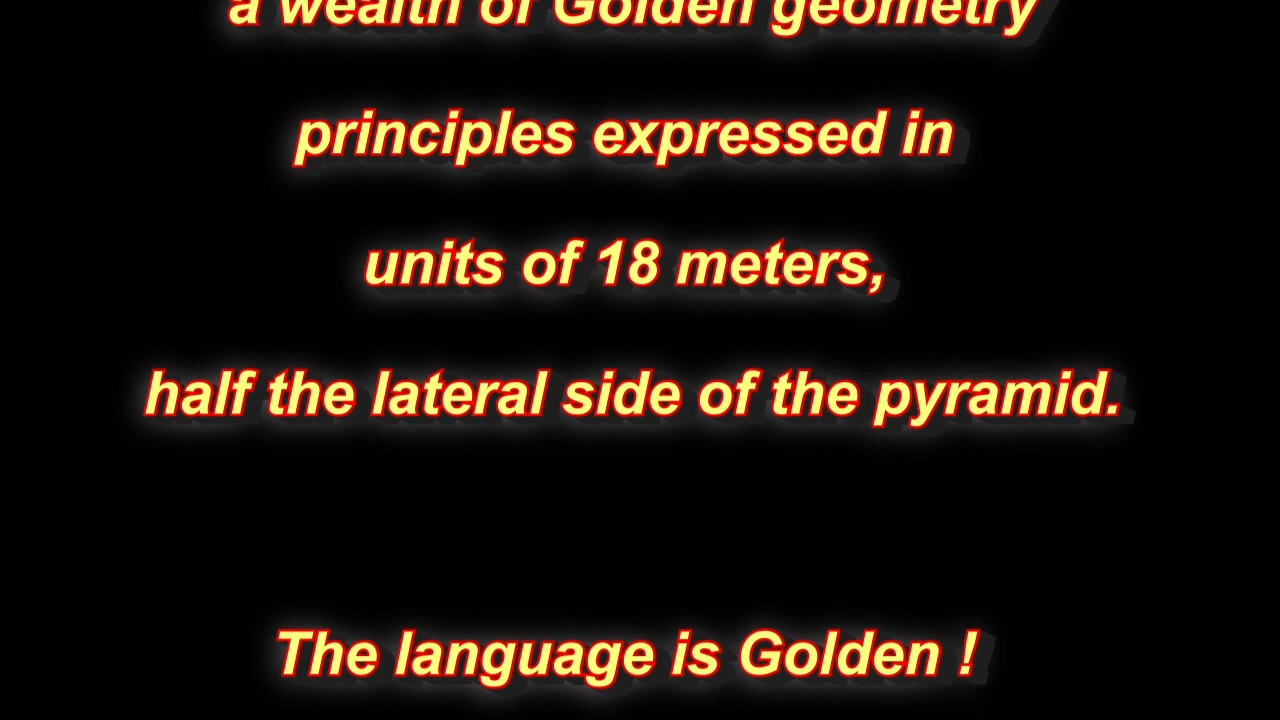 a wealth of Golden geometry
principles expressed in
units of 18 meters,
half the lateral side of the pyramid.
The language is Golden !